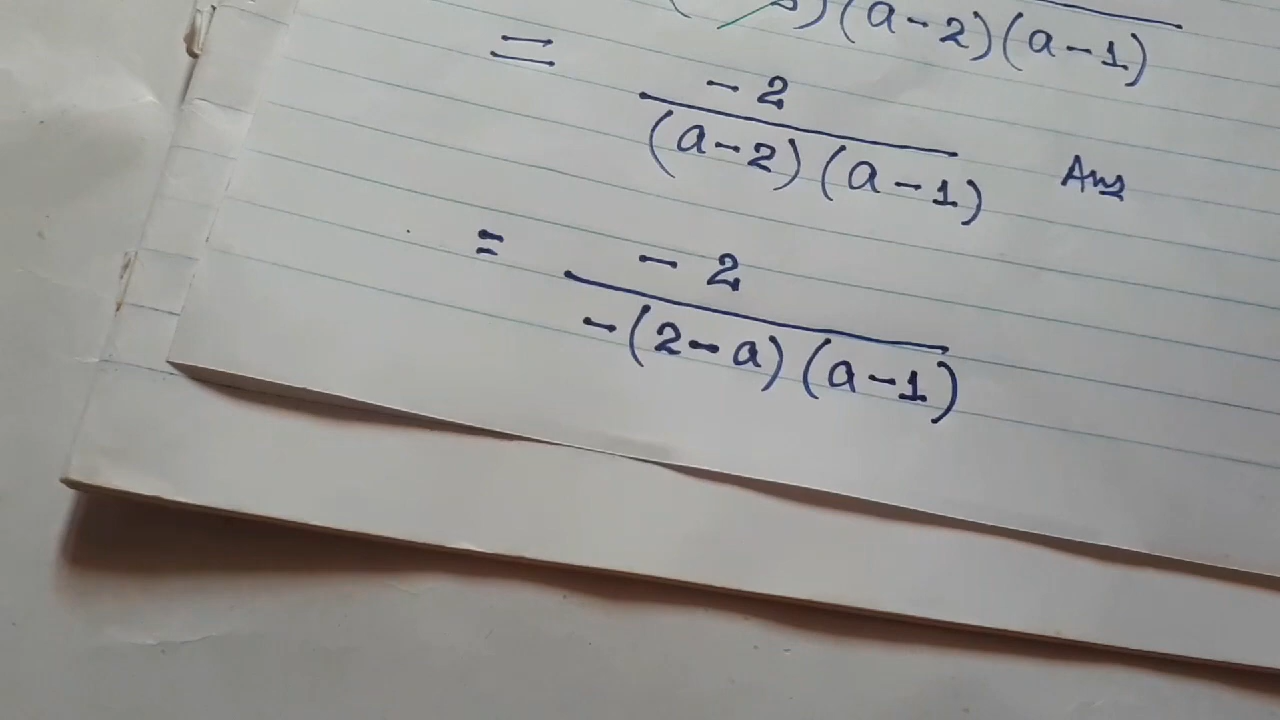 )(a-2)(a-1)
= -2
(a-2)(a-1) Ans
= -2
-(2-a)(a-1)